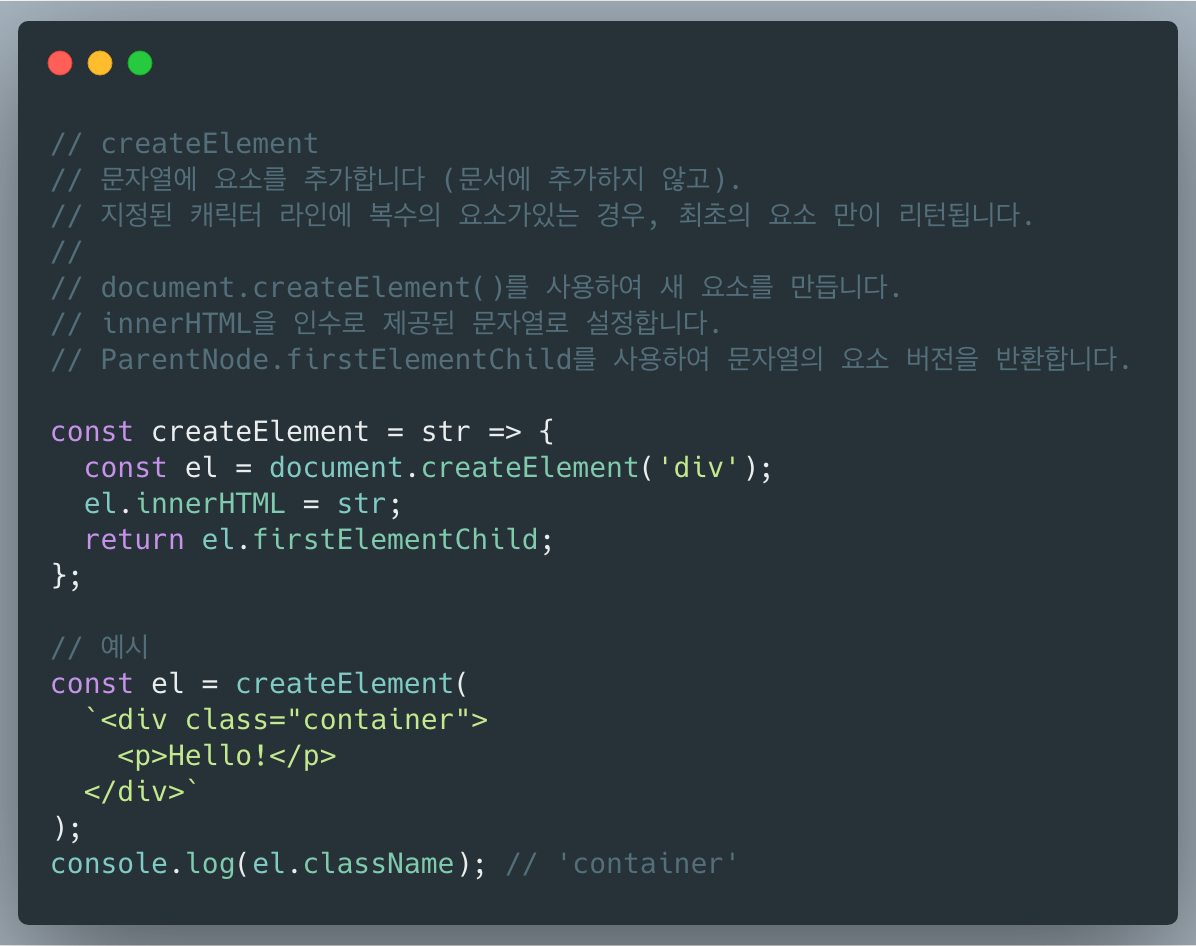 // createElement
// 문자열에 요소를 추가합니다 (문서에 추가하지 않고).
// 지정된 캐릭터 라인에 복수의 요소가있는 경우, 최초의 요소 만이 리턴됩니다.
//
// document.createElement()를 사용하여 새 요소를 만듭니다.
// innerHTML을 인수로 제공된 문자열로 설정합니다.
// ParentNode.firstElementChild를 사용하여 문자열의 요소 버전을 반환합니다.

const createElement = str => {
  const el = document.createElement('div');
  el.innerHTML = str;
  return el.firstElementChild;
};

// 예시
const el = createElement(
  `<div class="container">
    <p>Hello!</p>
  </div>`
);
console.log(el.className); // 'container'